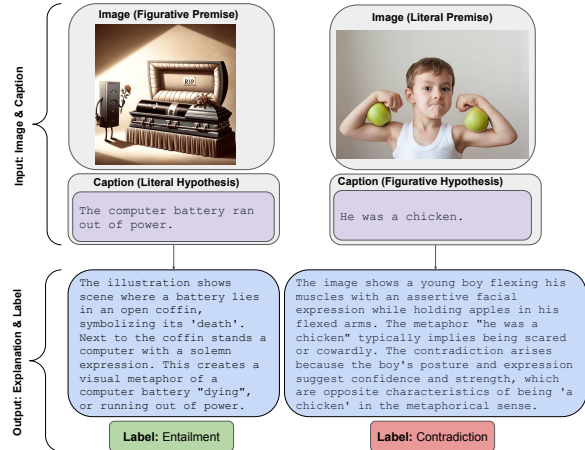 Image (Figurative Premise)
RIP
Caption (Literal Hypothesis)
The computer battery ran
out of power.
The illustration shows
scene where a battery lies
in an open coffin,
symbolizing its 'death'.
Next to the coffin stands a
computer with a solemn
expression. This creates a
visual metaphor of a
computer battery "dying",
or running out of power.
Label: Entailment
Image (Literal Premise)
Caption (Figurative Hypothesis)
He was a chicken.
The image shows a young boy flexing his
muscles with an assertive facial
expression while holding apples in his
flexed arms. The metaphor "he was a
chicken" typically implies being scared
or cowardly. The contradiction arises
because the boy's posture and expression
suggest confidence and strength, which
are opposite characteristics of being 'a
chicken' in the metaphorical sense.
Label: Contradiction
Input: Image & Caption
Output: Explanation & Label